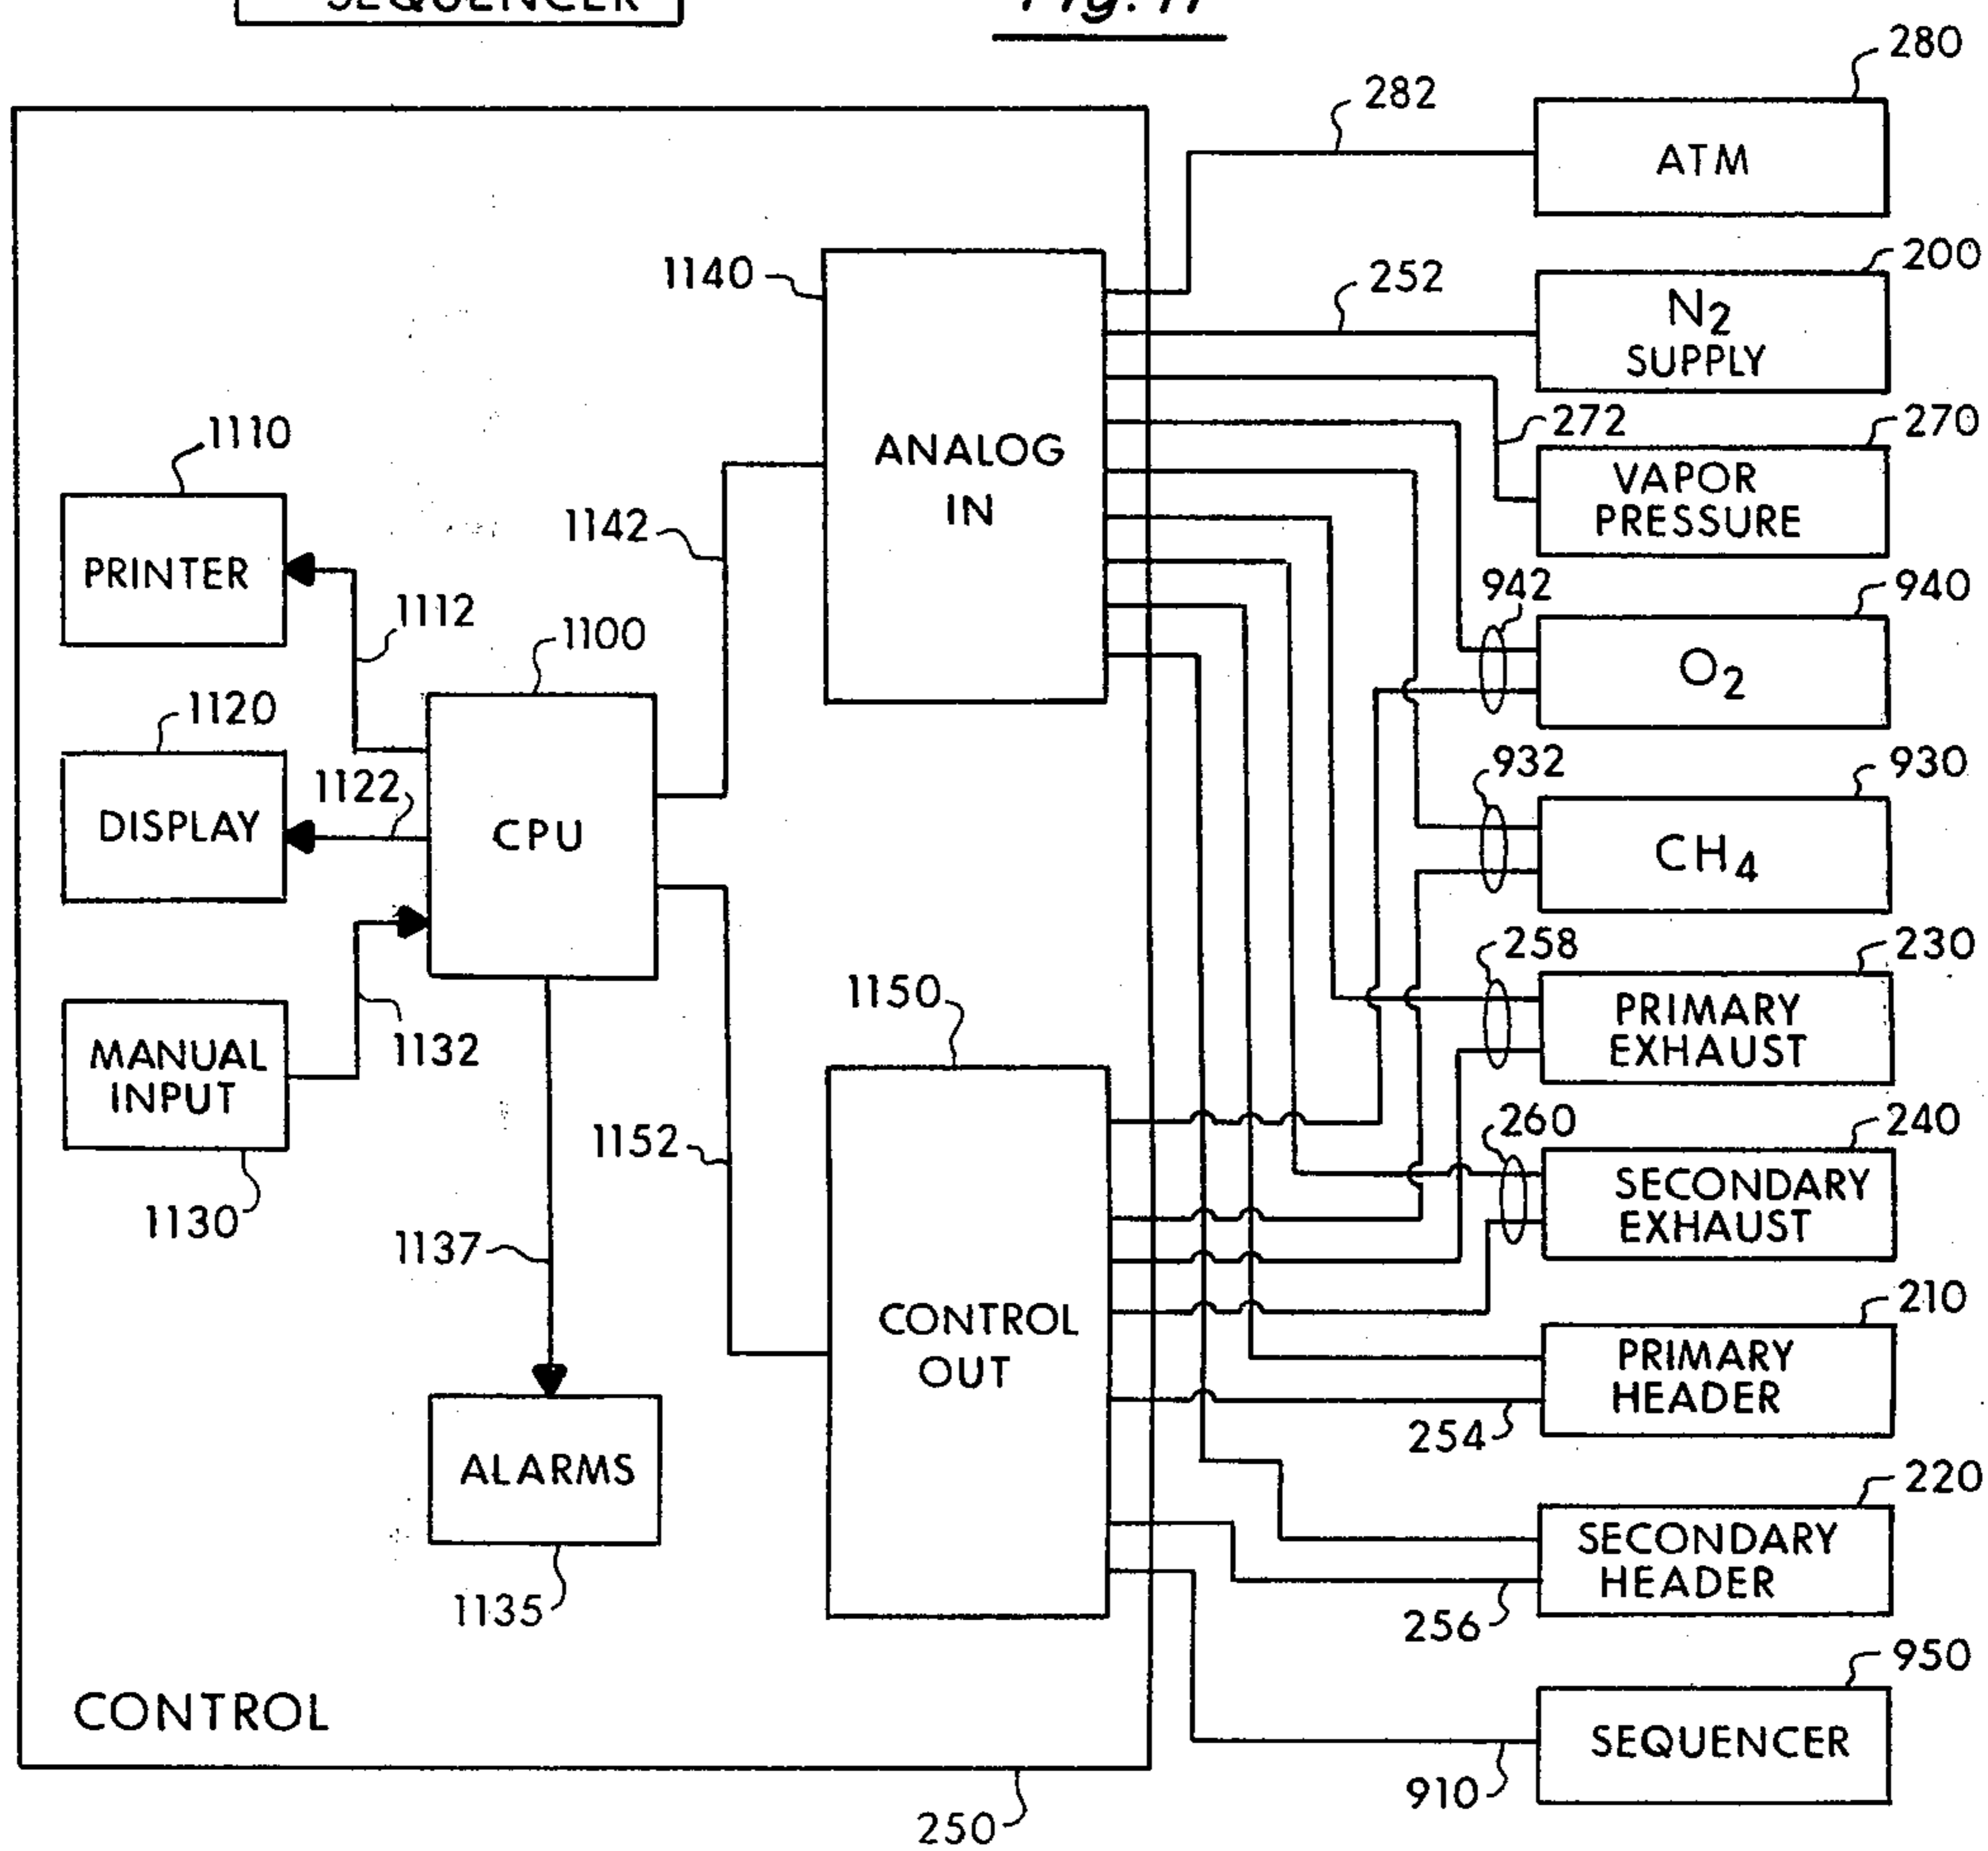 SEQUENCER
Fig. 11
280
282
ATM
200
1140
252
N2
SUPPLY
272
270
1110
ANALOG
IN
VAPOR
PRESSURE
1142
PRINTER
942
940
1112
1100
O2
1120
932
930
1122
DISPLAY
CPU
CH4
258
230
1150
PRIMARY
EXHAUST
1132
MANUAL
INPUT
260
240
1152
1130
SECONDARY
EXHAUST
1137
210
CONTROL
OUT
PRIMARY
HEADER
254
ALARMS
220
SECONDARY
HEADER
1135
256
950
CONTROL
SEQUENCER
910
250